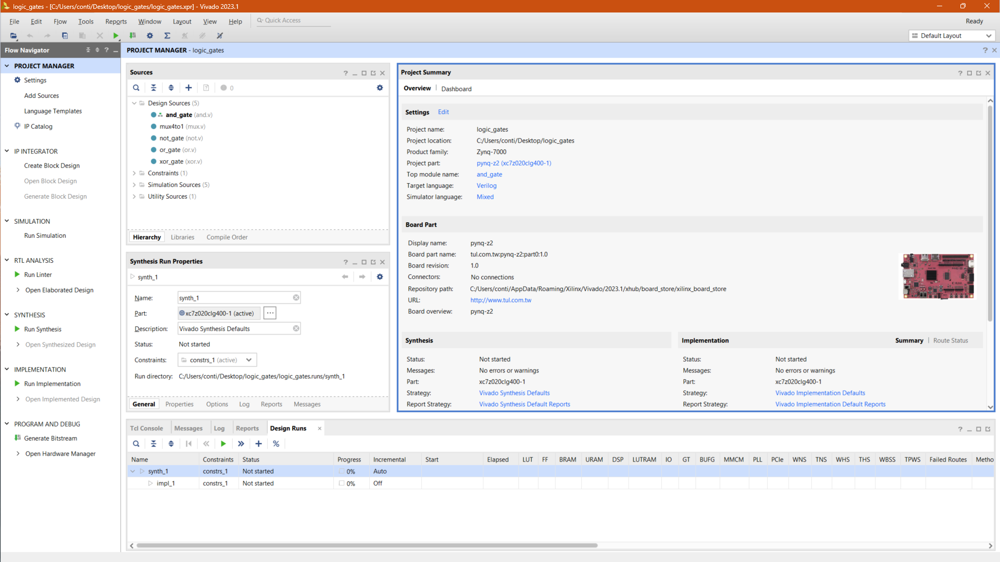 logic_gates - [C:/Users/conti/Desktop/logic_gates/logic_gates.xpr] - Vivado 2023.1
File Edit Flow Tools Reports Window Layout View Help Quick Access Ready
Default Layout
Flow Navigator
PROJECT MANAGER
Settings
Add Sources
Language Templates
IP Catalog
IP INTEGRATOR
Create Block Design
Open Block Design
Generate Block Design
SIMULATION
Run Simulation
RTL ANALYSIS
Run Linter
Open Elaborated Design
SYNTHESIS
Run Synthesis
Open Synthesized Design
IMPLEMENTATION
Run Implementation
Open Implemented Design
PROGRAM AND DEBUG
Generate Bitstream
Open Hardware Manager
PROJECT MANAGER - logic_gates
Sources
0
Design Sources (5)
and_gate (and.v)
mux4to1 (mux.v)
not_gate (not.v)
or_gate (or.v)
xor_gate (xor.v)
Constraints (1)
Simulation Sources (5)
Utility Sources (1)
Hierarchy Libraries Compile Order
Synthesis Run Properties
synth_1
Name: synth_1
Part: xc7z020clg400-1 (active) ...
Description: Vivado Synthesis Defaults
Status: Not started
Constraints: constrs_1 (active)
Run directory: C:/Users/conti/Desktop/logic_gates/logic_gates.runs/synth_1
General Properties Options Log Reports Messages
Project Summary
Overview | Dashboard
Settings Edit
Project name: logic_gates
Project location: C:/Users/conti/Desktop/logic_gates
Product family: Zynq-7000
Project part: pynq-z2 (xc7z020clg400-1)
Top module name: and_gate
Target language: Verilog
Simulator language: Mixed
Board Part
Display name: pynq-z2
Board part name: tul.com.tw:pynq-z2:part0:1.0
Board revision: 1.0
Connectors: No connections
Repository path: C:/Users/conti/AppData/Roaming/Xilinx/Vivado/2023.1/xhub/board_store/xilinx_board_store
URL: http://www.tul.com.tw
Board overview: pynq-z2
Synthesis
Status: Not started
Messages: No errors or warnings
Part: xc7z020clg400-1
Strategy: Vivado Synthesis Defaults
Report Strategy: Vivado Synthesis Default Reports
Implementation Summary | Route Status
Status: Not started
Messages: No errors or warnings
Part: xc7z020clg400-1
Strategy: Vivado Implementation Defaults
Report Strategy: Vivado Implementation Default Reports
Tcl Console Messages Log Reports Design Runs
Name Constraints Status Progress Incremental Start Elapsed LUT FF BRAM URAM DSP LUTRAM IO GT BUFG MMCM PLL PCIe WNS TNS WHS THS WBSS TPWS Failed Routes Metho
synth_1 constrs_1 Not started 0% Auto
impl_1 constrs_1 Not started 0% Off